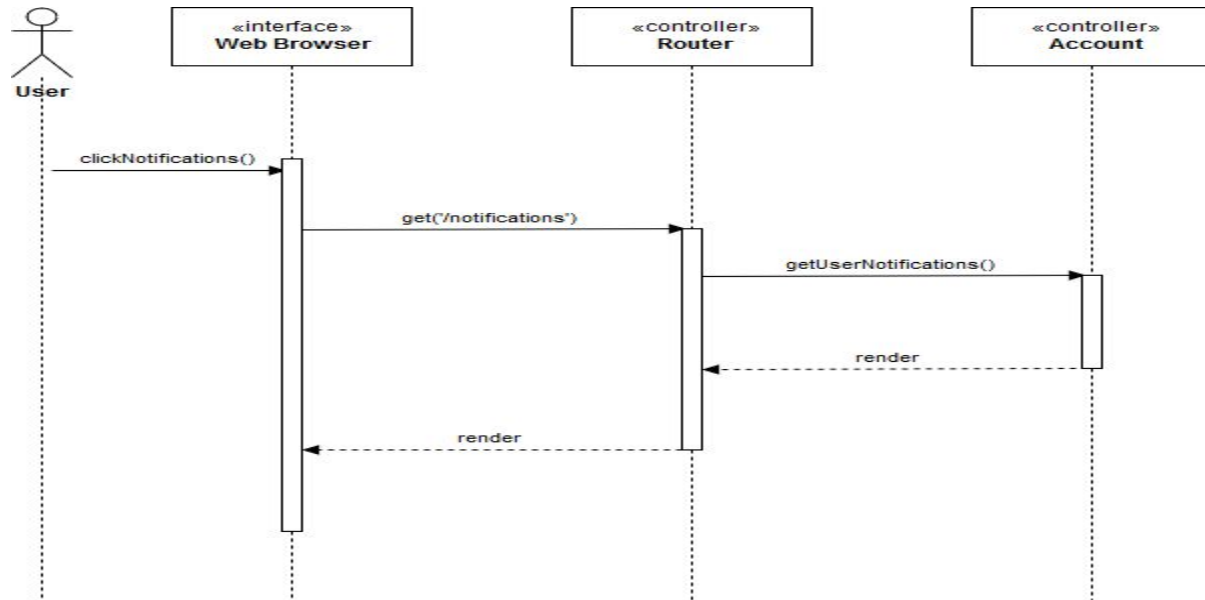 «interface»
Web Browser
«controller»
Router
«controller»
Account
User
clickNotifications()
get('/notifications')
getUserNotifications()
render
render